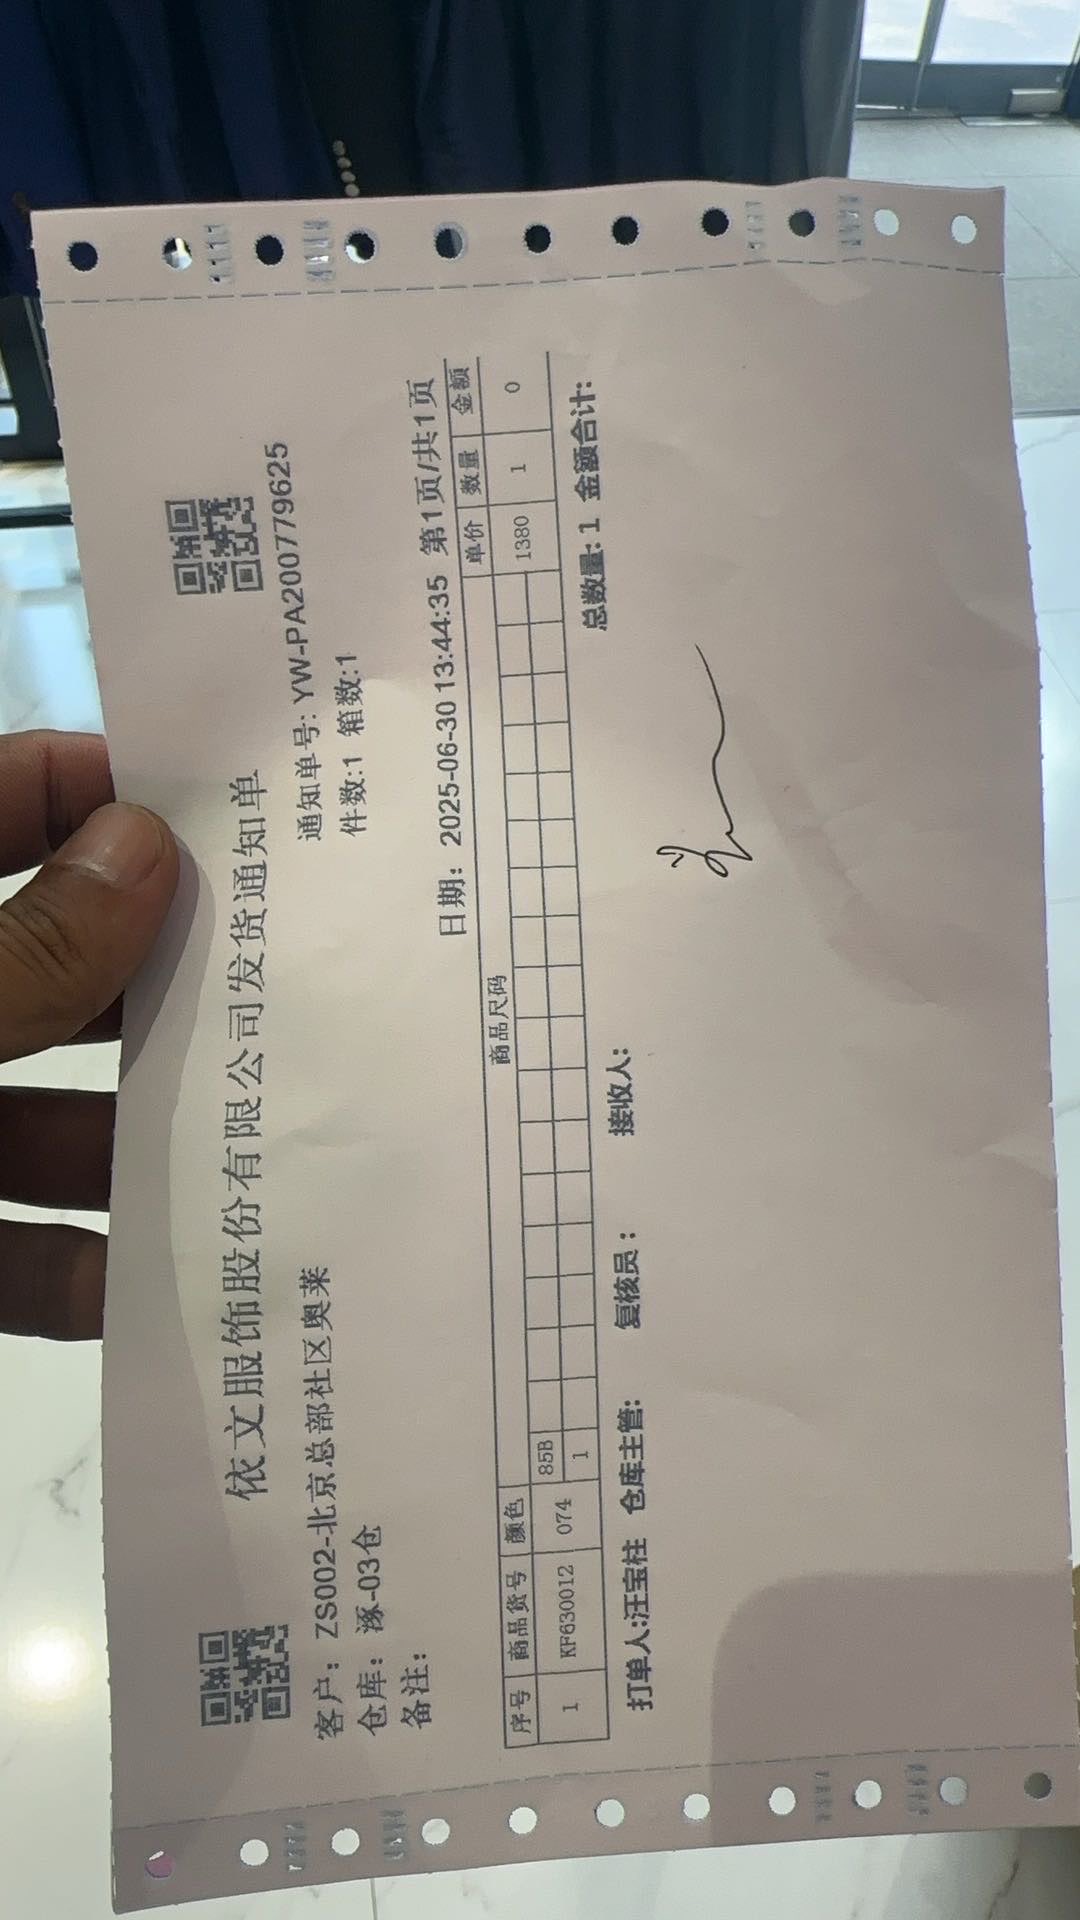 依文服饰股份有限公司发货通知单
客户: ZS002-北京总部社区奥莱 通知单号: YW-PA200779625
仓库: 涿-03仓 件数:1 箱数:1
备注:
日期: 2025-06-30 13:44:35 第1页/共1页
序号 商品货号 颜色 商品尺码 单价 数量 金额
85B
1 KF630012 074 1380 1 0
1
总数量: 1 金额合计:
打单人:汪宝柱 仓库主管: 复核员: 接收人: